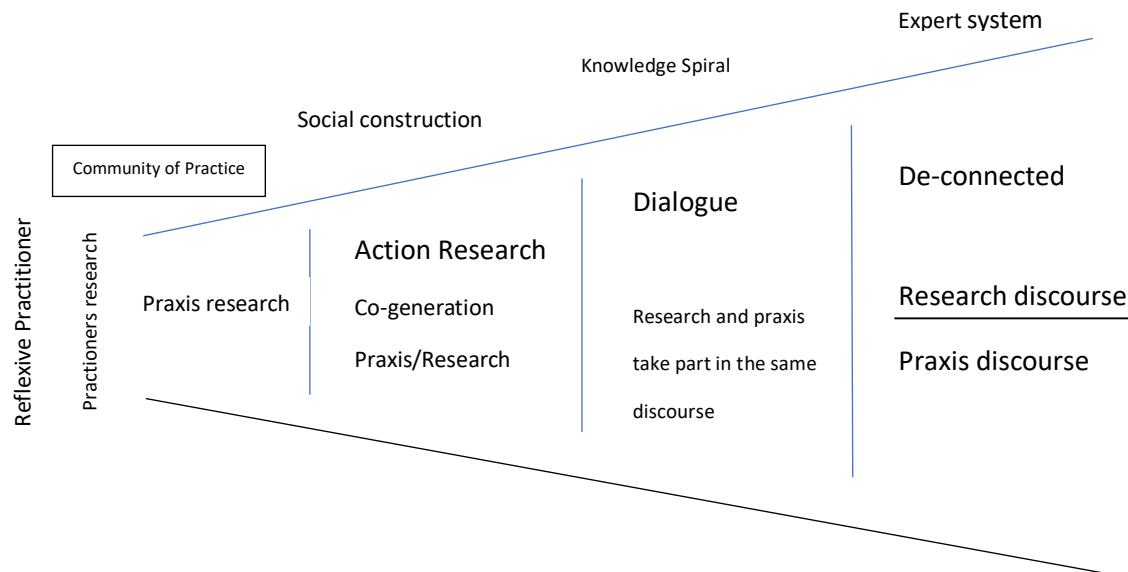 Expert system
Knowledge Spiral
Social construction
Community of Practice
Reflexive Practitioner
Practioners research
Praxis research
Action Research
Co-generation
Praxis/Research
Dialogue
Research and praxis
take part in the same
discourse
De-connected
Research discourse
Praxis discourse